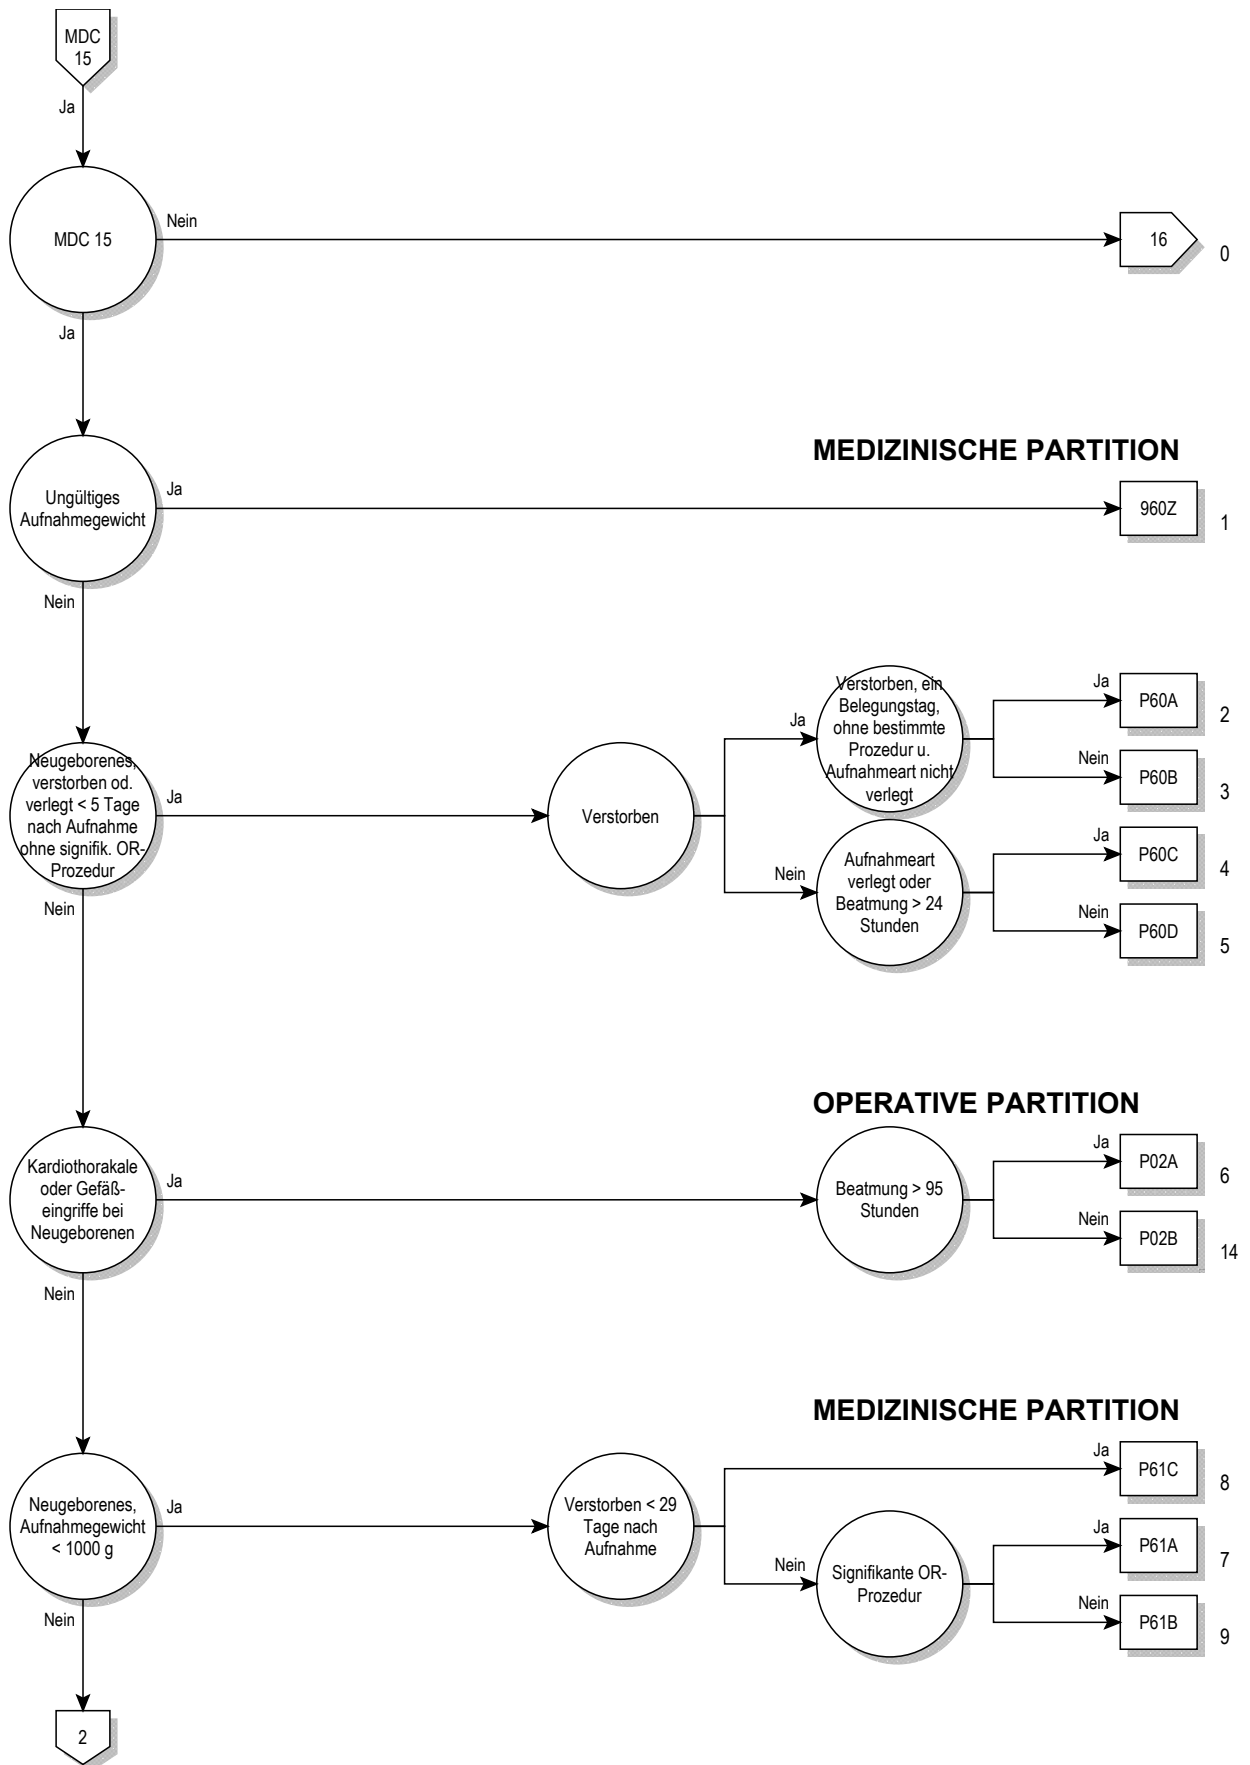 MDC
15
Ja
MDC 15
Nein
16
0
Ja
MEDIZINISCHE PARTITION
Ungültiges
Aufnahmegewicht
Ja
960Z
1
Nein
Neugeborenes,
verstorben od.
verlegt < 5 Tage
nach Aufnahme
ohne signifik. OR-
Prozedur
Ja
Verstorben
Ja
Verstorben, ein
Belegungstag,
ohne bestimmte
Prozedur u.
Aufnahmeart nicht
verlegt
Ja
P60A
2
Nein
P60B
3
Nein
Aufnahmeart
verlegt oder
Beatmung > 24
Stunden
Ja
P60C
4
Nein
P60D
5
Nein
OPERATIVE PARTITION
Kardiothorakale
oder Gefäß-
eingriffe bei
Neugeborenen
Ja
Beatmung > 95
Stunden
Ja
P02A
6
Nein
P02B
14
Nein
MEDIZINISCHE PARTITION
Neugeborenes,
Aufnahmegewicht
< 1000 g
Ja
Verstorben < 29
Tage nach
Aufnahme
Ja
P61C
8
Nein
Signifikante OR-
Prozedur
Ja
P61A
7
Nein
P61B
9
Nein
2